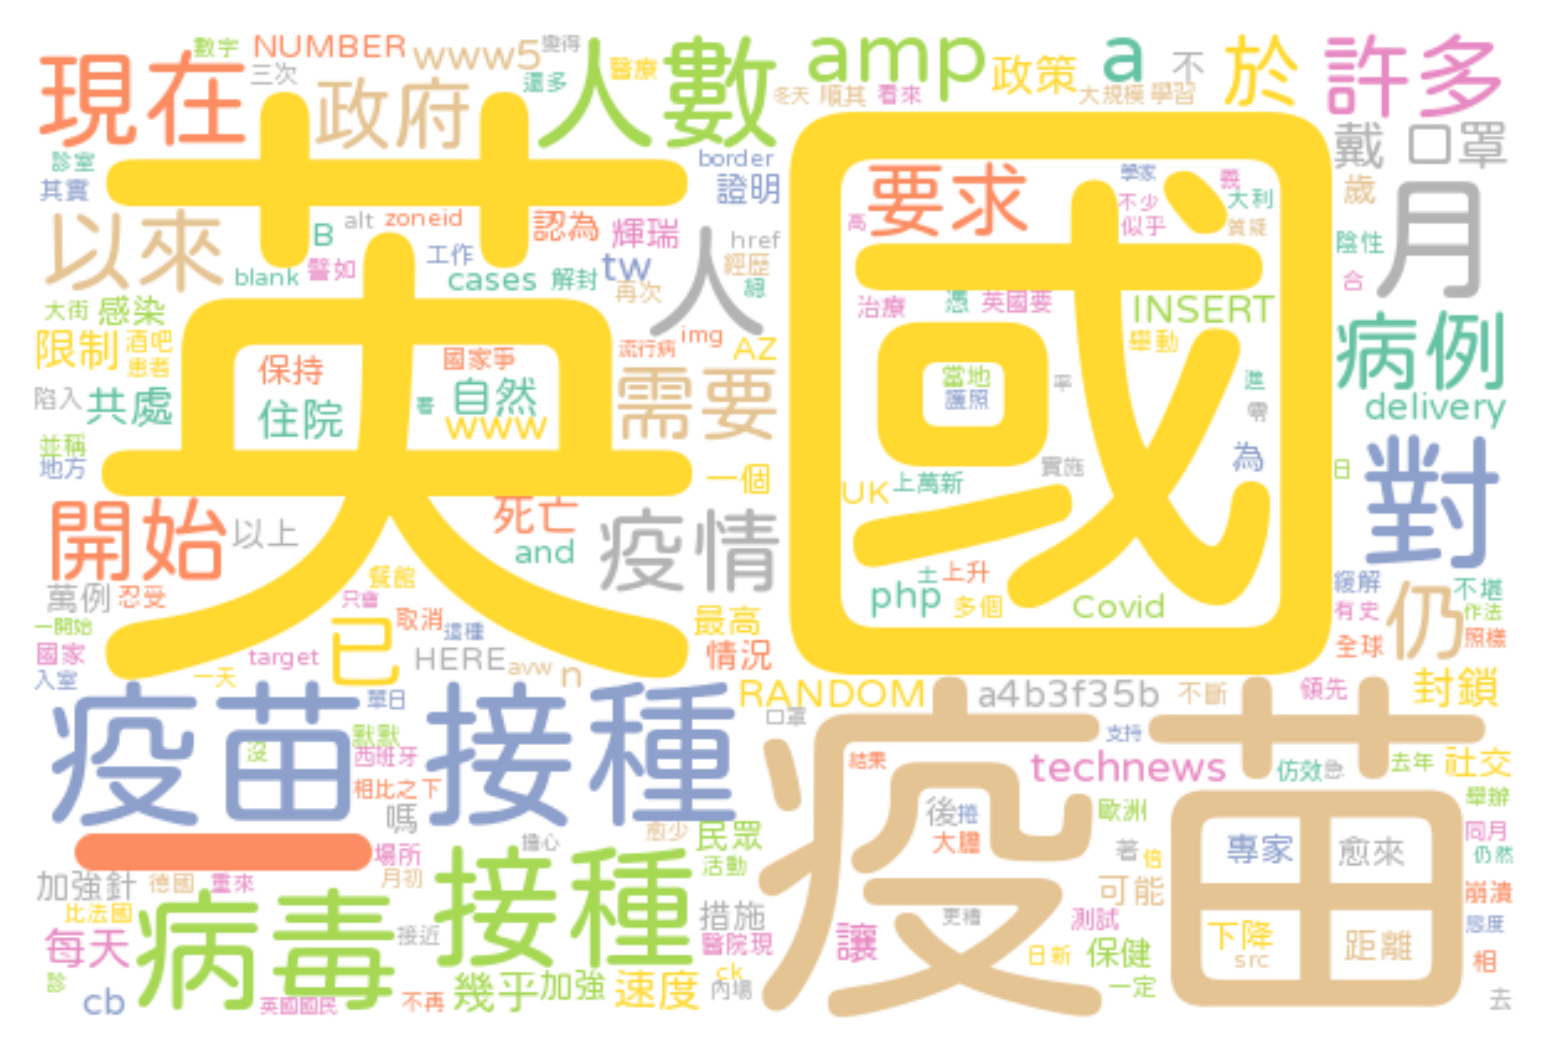 數字 NUMBER www5 變得
現在 三次 政府 還多 人數 醫療
amp 政策 a 不 於 許多
冬天 順其 看來 大規模 學習
診室 其實 border 證明
戴 口罩 歲 月 陰性 合
英國
以來 B alt zoneid 認為 輝瑞 人 href
blank 譬如 工作 cases 解封 tw 再次
要求 學家 不少 似乎 大利 高
治療 憑 英國要 INSERT 舉動
大街 感染 限制 酒吧 患者
保持 國家爭 流行病 img AZ
住院 自然 www 需要
當地 護照 平 進 為
病例 delivery
陷入 共處 並稱 地方
一個 UK 上萬新 實施 日 對
開始 以上 死亡 and 疫情
萬例 忍受 餐館 只會
php 土 上升 多個 Covid
緩解 有史 仍 不堪 作法 照樣 全球
一開始 國家 入室 target 一天 已 取消 這種 HERE avw n 最高 情況
疫苗接種 單日 沒 默默 西班牙 相比之下 嗎
RANDOM a4b3f35b 不斷 領先 封鎖
口罩 支持 結果 technews 仿效 急 去年 社交
疫苗
一 場所 擔心 愈少 民眾 活動 月初
後 捲 大膽 歐洲 著 倍 可能
專家 愈來 舉辦 同月 仍然
加強針 德國 重來 比法國
病毒 接種 措施 醫院現
每天 接近 診 cb 英國國民 不再 幾乎 加強 速度 ck 內場
更糟 讓 測試 日新 保健 一定
下降 src 距離 崩潰 態度 相 去